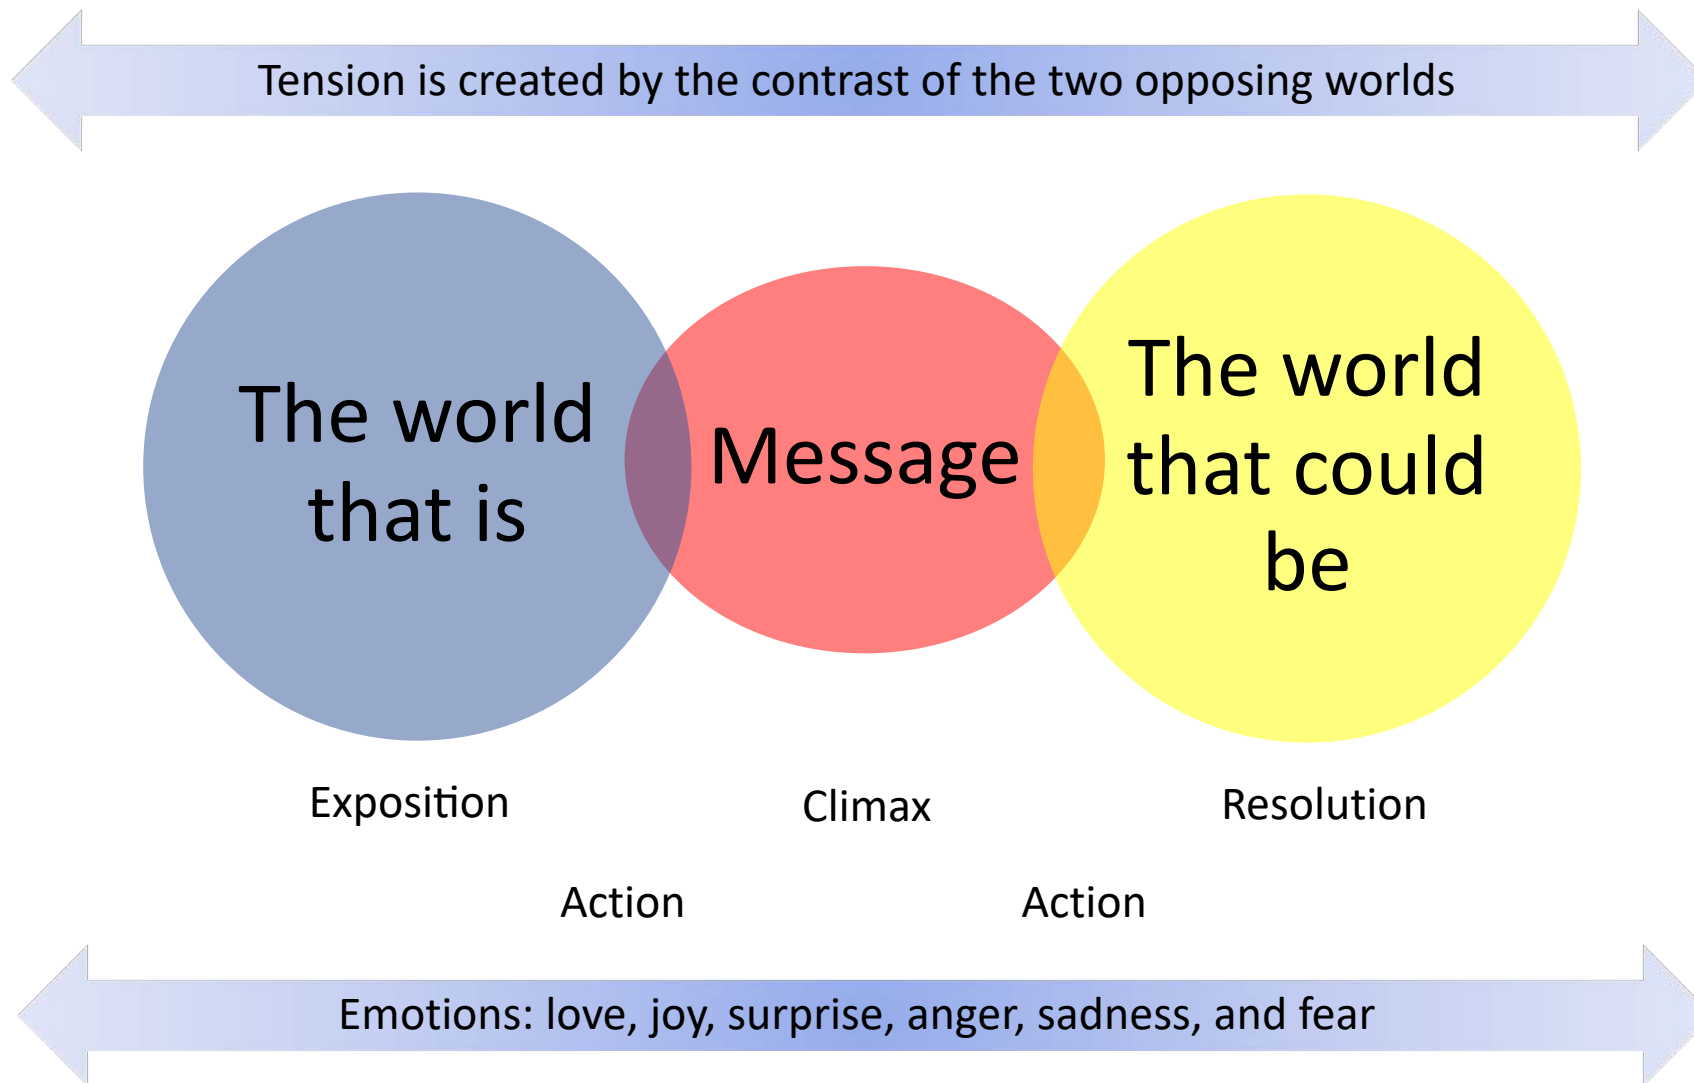 Tension is created by the contrast of the two opposing worlds
The world
that is
Message
The world
that could
be
Exposition
Climax
Resolution
Action
Action
Emotions: love, joy, surprise, anger, sadness, and fear